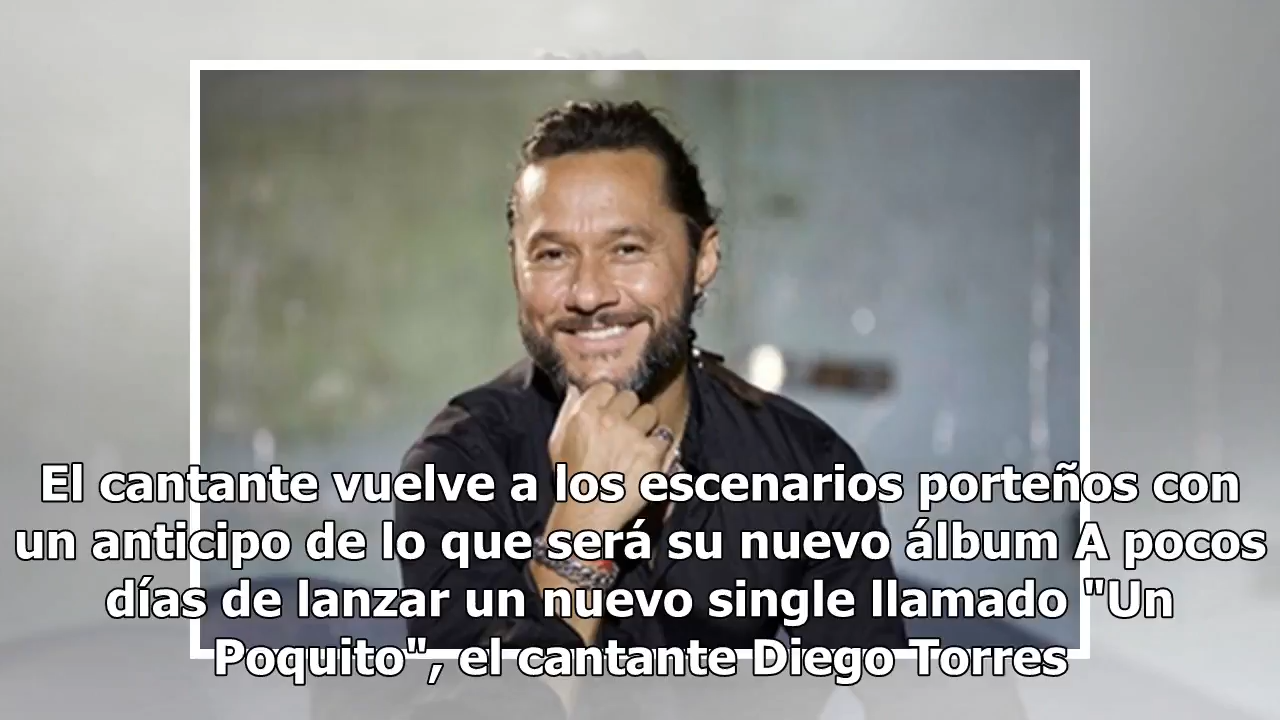 El cantante vuelve a los escenarios porteños con
un anticipo de lo que será su nuevo álbum A pocos
días de lanzar un nuevo single llamado "Un
Poquito", el cantante Diego Torres